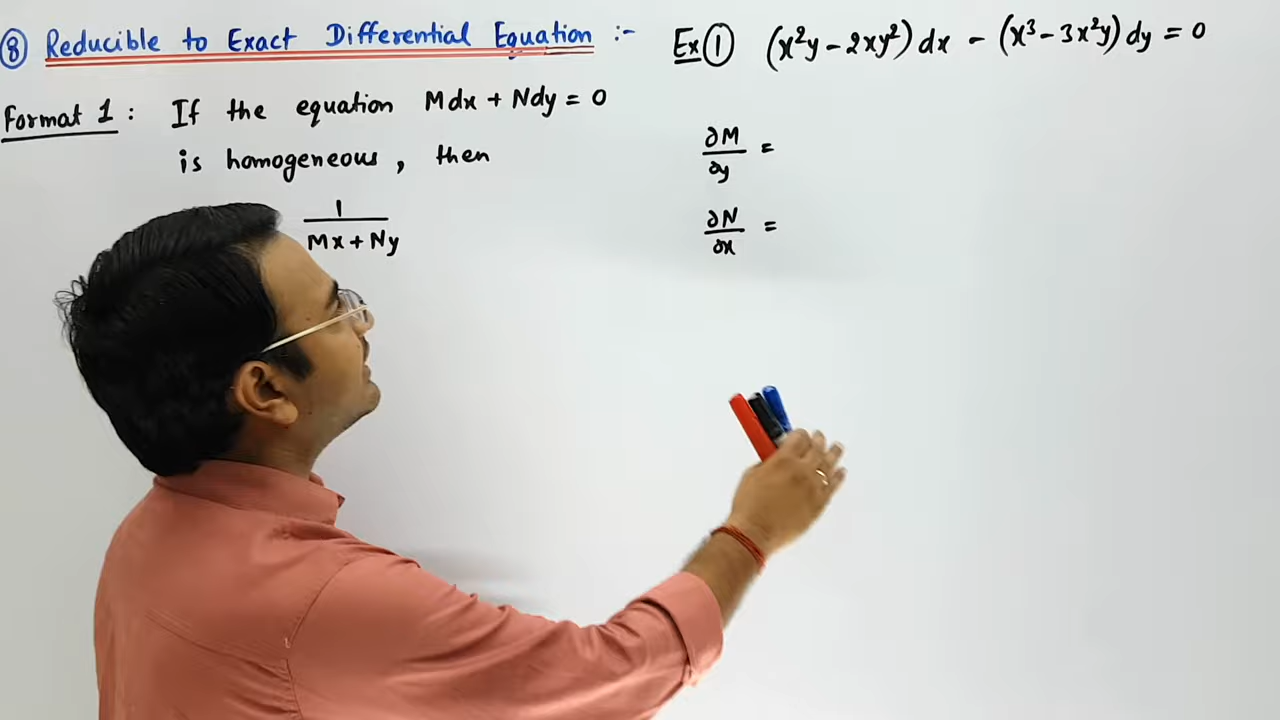 ⑧ Reducible to Exact Differential Equation :-
Format 1 : If the equation Mdx + Ndy = 0
is homogeneous, then
1
Mx + Ny
Ex ① (x²y - 2xy²) dx - (x³ - 3x²y) dy = 0
∂M
∂y
=
∂N
∂x
=